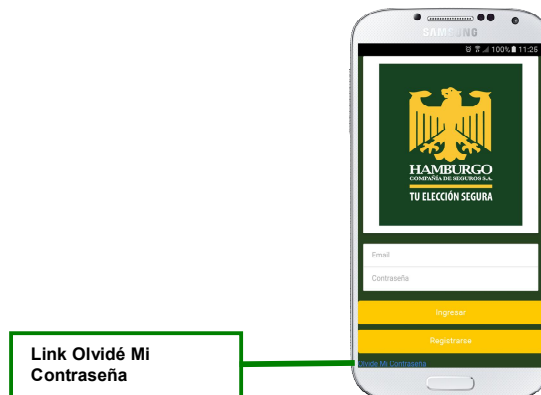 SAMSUNG
100% 11:26
HAMBURGO
COMPAÑÍA DE SEGUROS S.A.
TU ELECCIÓN SEGURA
Email
Contraseña
Ingresar
Registrarse
Olvide Mi Contraseña
Link Olvidé Mi
Contraseña